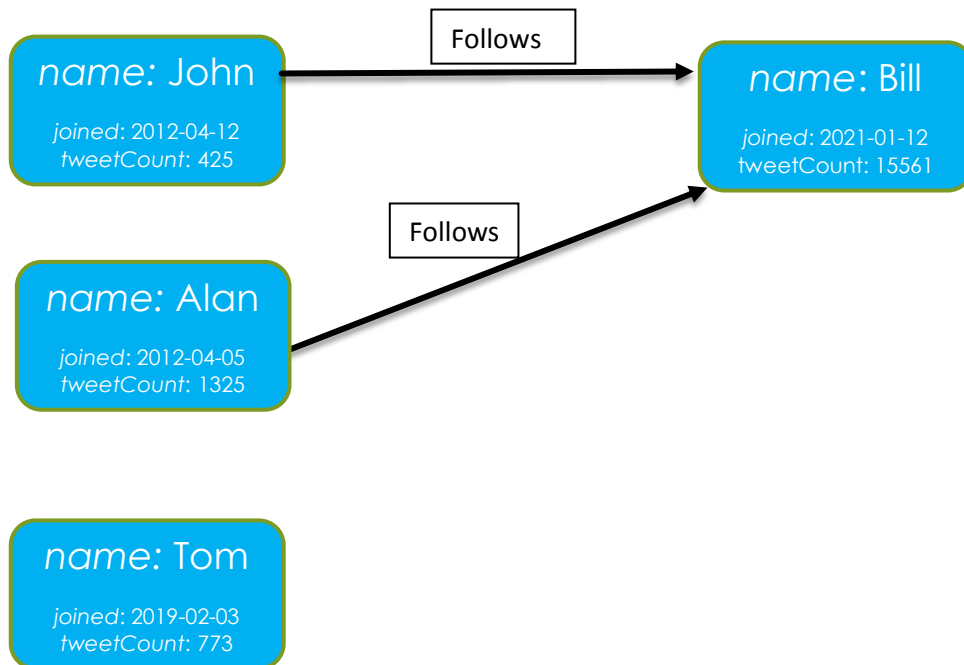 Follows
name: John
joined: 2012-04-12
tweetCount: 425
name: Bill
joined: 2021-01-12
tweetCount: 15561
Follows
name: Alan
joined: 2012-04-05
tweetCount: 1325
name: Tom
joined: 2019-02-03
tweetCount: 773